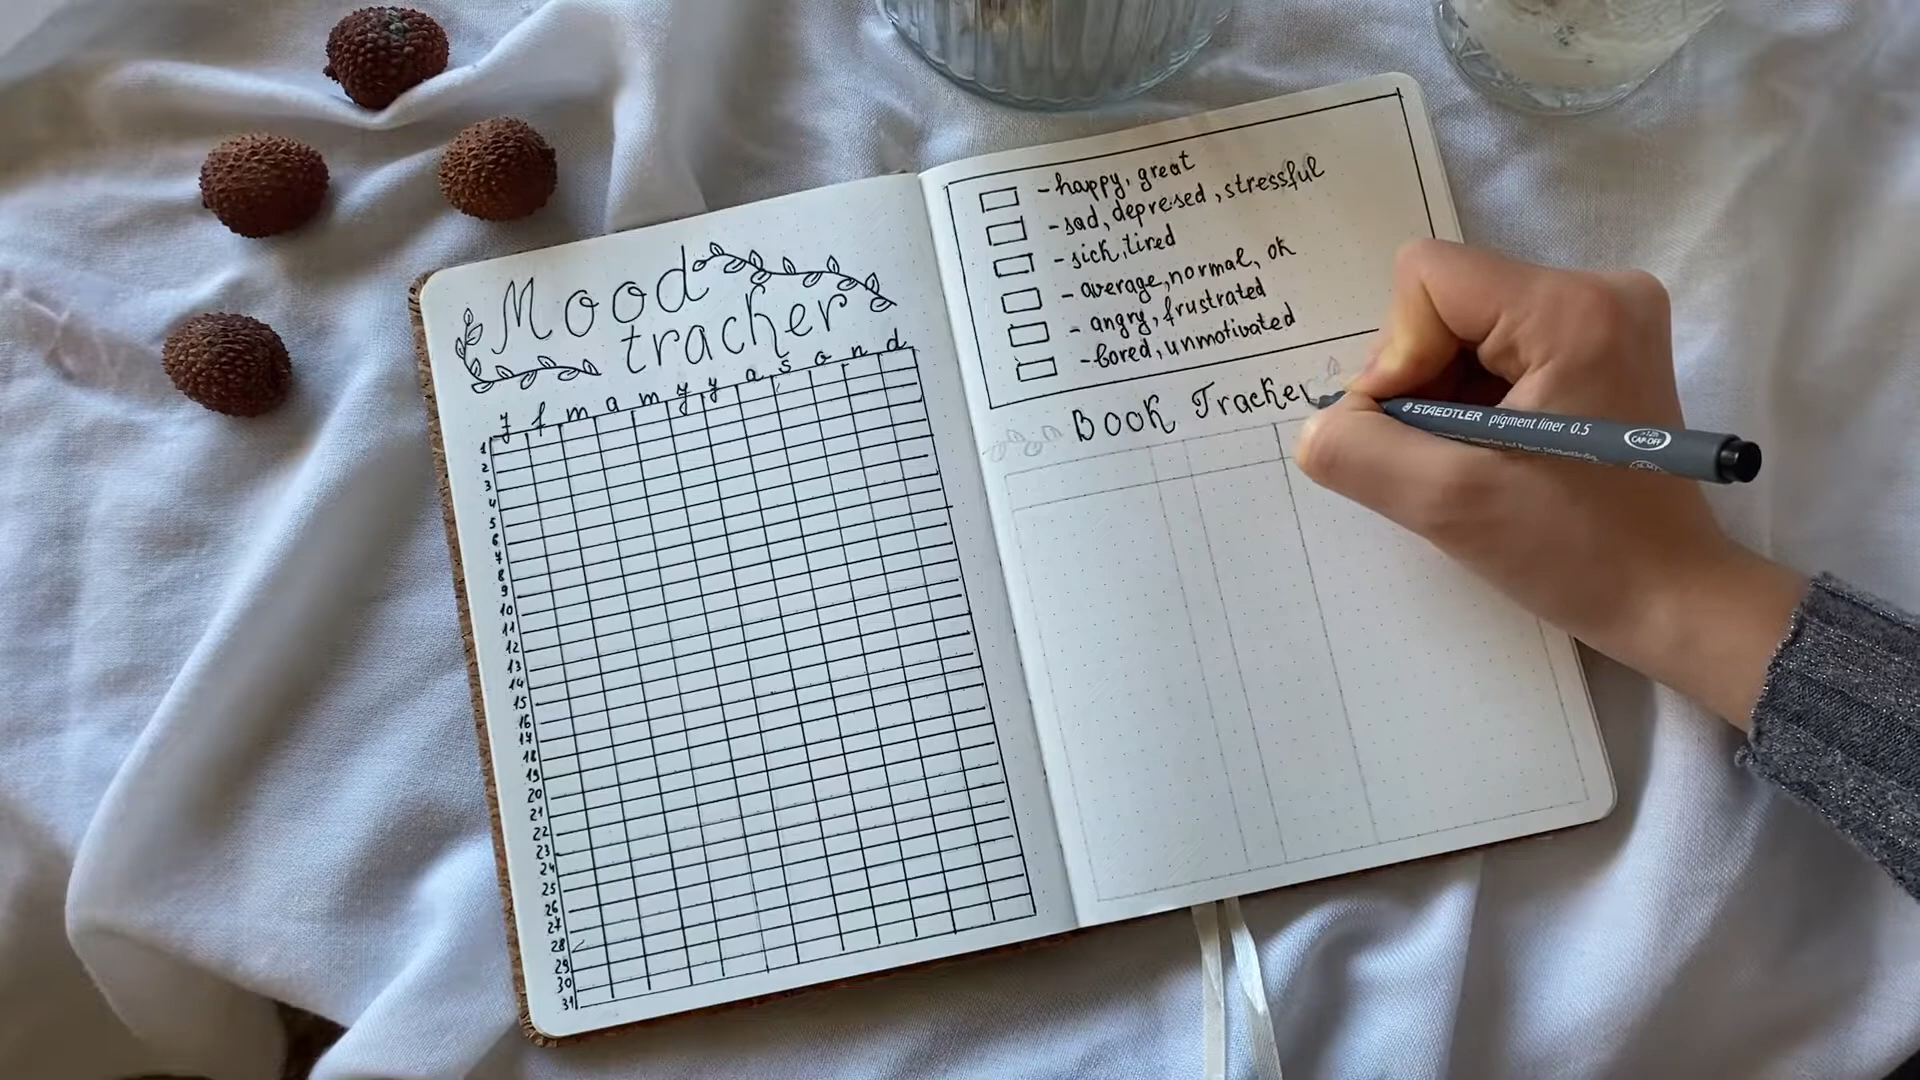 Mood
tracker
J f m a m J J a s o n d
1
2
3
4
5
6
7
8
9
10
11
12
13
14
15
16
17
18
19
20
21
22
23
24
25
26
27
28
29
30
31
- happy, great
- sad, depresed, stressful
- sick, tired
- average, normal, ok
- angry, frustrated
- bored, unmotivated
Book Tracker
STAEDTLER pigment liner 0.5
CAP-OFF